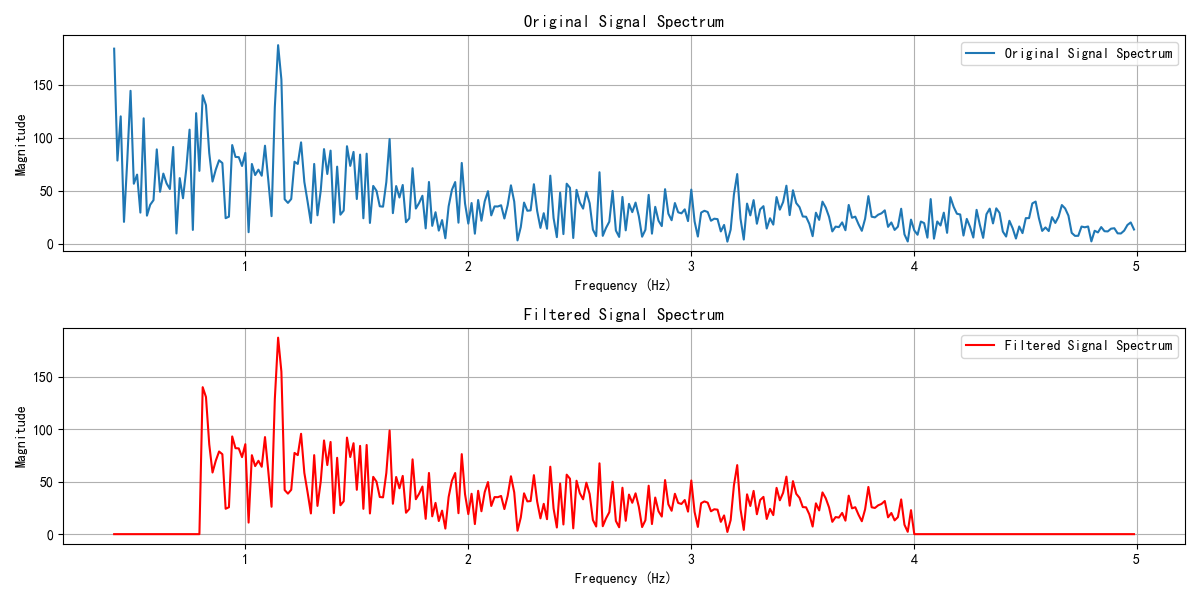 Original Signal Spectrum
Original Signal Spectrum
Magnitude
150
100
50
0
1 2 3 4 5
Frequency (Hz)
Filtered Signal Spectrum
Filtered Signal Spectrum
Magnitude
150
100
50
0
1 2 3 4 5
Frequency (Hz)